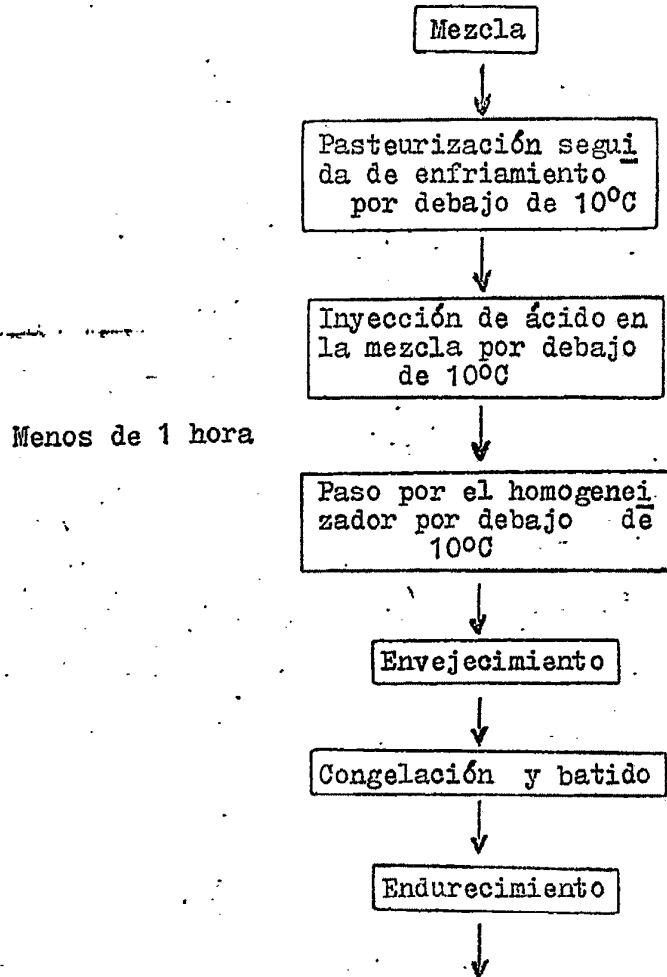 Mezcla
Pasteurización segui
da de enfriamiento
por debajo de 10ºC
Inyección de ácido en
la mezcla por debajo
de 10ºC
Menos de 1 hora
Paso por el homogenei
zador por debajo de
10ºC
Envejecimiento
Congelación y batido
Endurecimiento